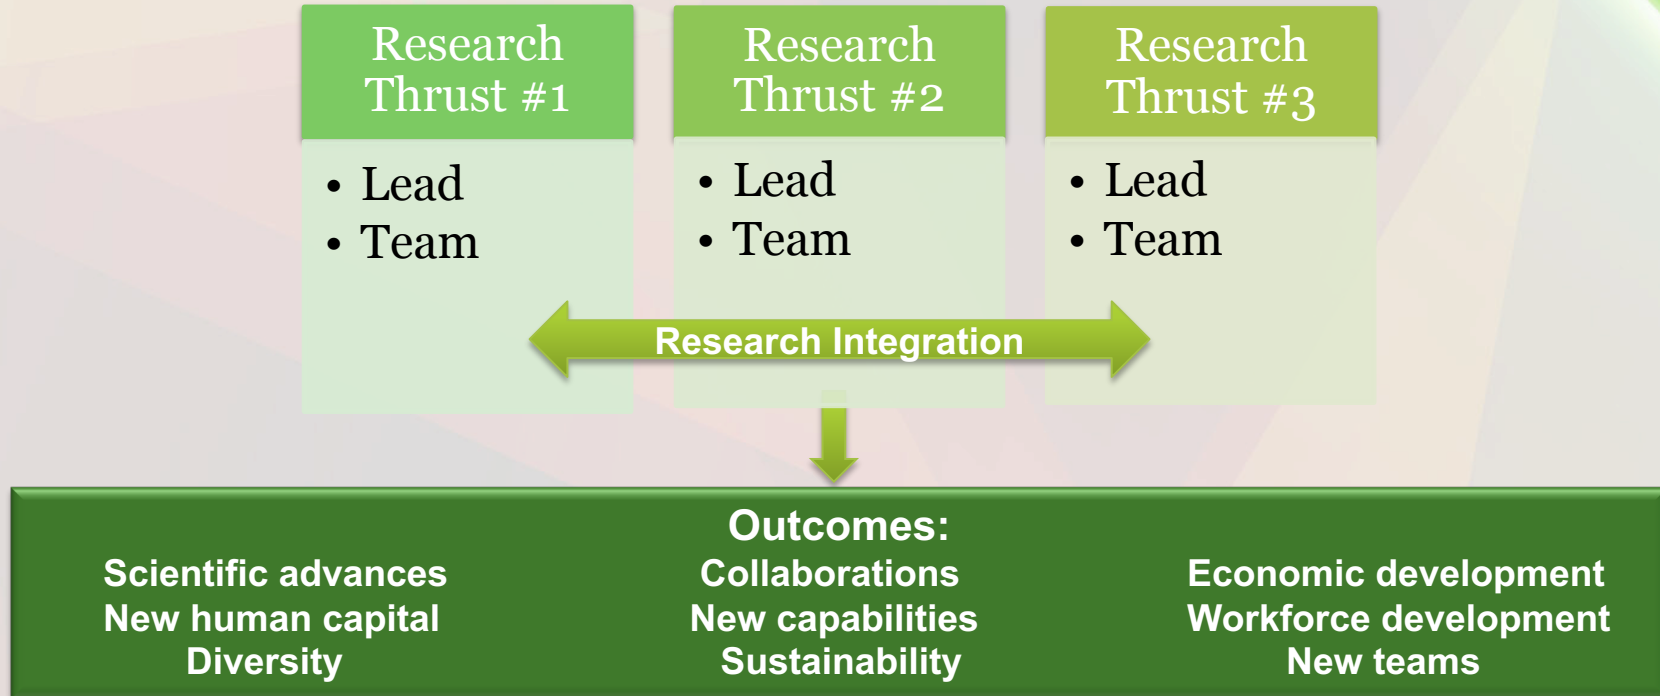 Research
Thrust #1
• Lead
• Team
Research
Thrust #2
• Lead
• Team
Research
Thrust #3
• Lead
• Team
Research Integration
Outcomes:
Scientific advances Collaborations Economic development
New human capital New capabilities Workforce development
Diversity Sustainability New teams